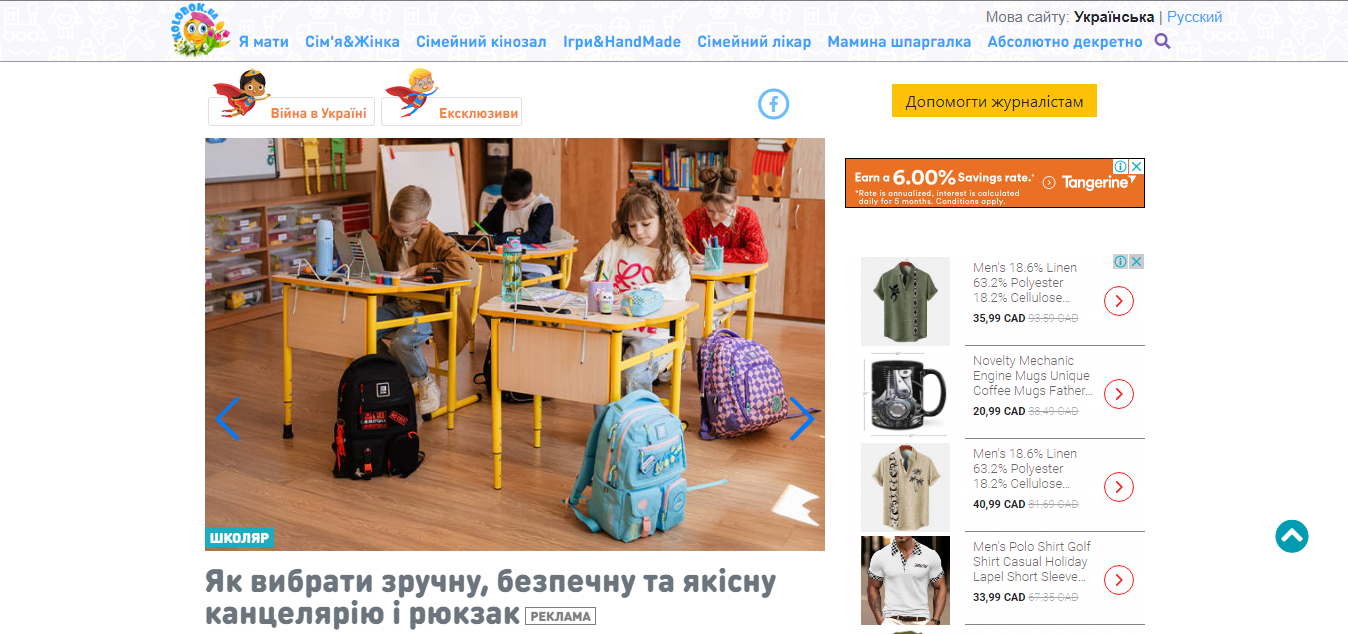 KOLOBOK.UA
Мова сайту: Українська | Русский
Я мати Сім'я&Жінка Сімейний кінозал Ігри&HandMade Сімейний лікар Мамина шпаргалка Абсолютно декретно
Війна в Україні Ексклюзиви
Допомогти журналістам
ШКОЛЯР
Як вибрати зручну, безпечну та якісну
канцелярію і рюкзак РЕКЛАМА
Earn a 6.00% Savings rate.*
*Rate is annualized, interest is calculated
daily for 5 months. Conditions apply.
Tangerine
Men's 18.6% Linen
63.2% Polyester
18.2% Cellulose...
35,99 CAD 93,59 CAD
Novelty Mechanic
Engine Mugs Unique
Coffee Mugs Father...
20,99 CAD 38,49 CAD
Men's 18.6% Linen
63.2% Polyester
18.2% Cellulose...
40,99 CAD 81,69 CAD
Men's Polo Shirt Golf
Shirt Casual Holiday
Lapel Short Sleeve...
33,99 CAD 67,35 CAD